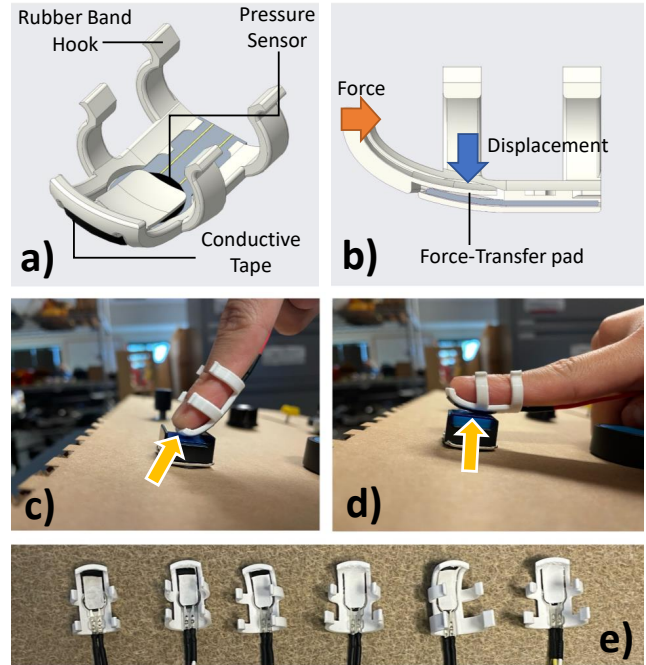 Rubber Band
Hook
Pressure
Sensor
Conductive
Tape
a)
Force
Displacement
Force-Transfer pad
b)
c)
d)
e)